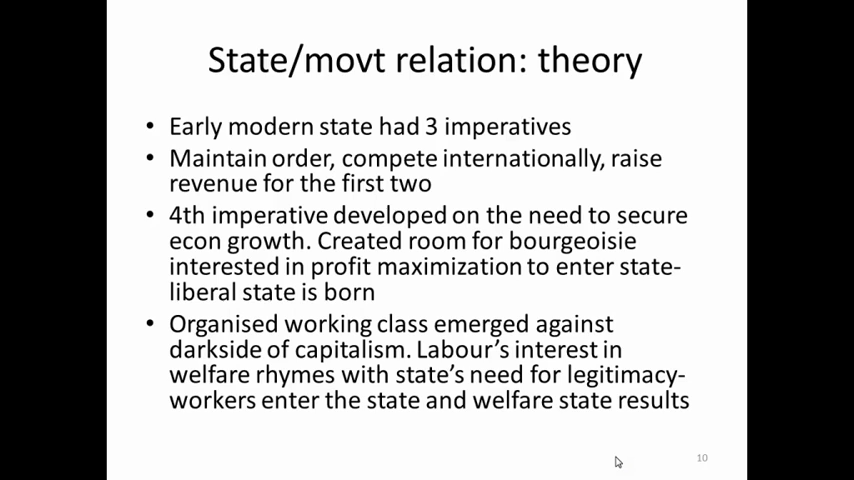 State/movt relation: theory
• Early modern state had 3 imperatives
• Maintain order, compete internationally, raise
revenue for the first two
• 4th imperative developed on the need to secure
econ growth. Created room for bourgeoisie
interested in profit maximization to enter state-
liberal state is born
• Organised working class emerged against
darkside of capitalism. Labour's interest in
welfare rhymes with state's need for legitimacy-
workers enter the state and welfare state results
10